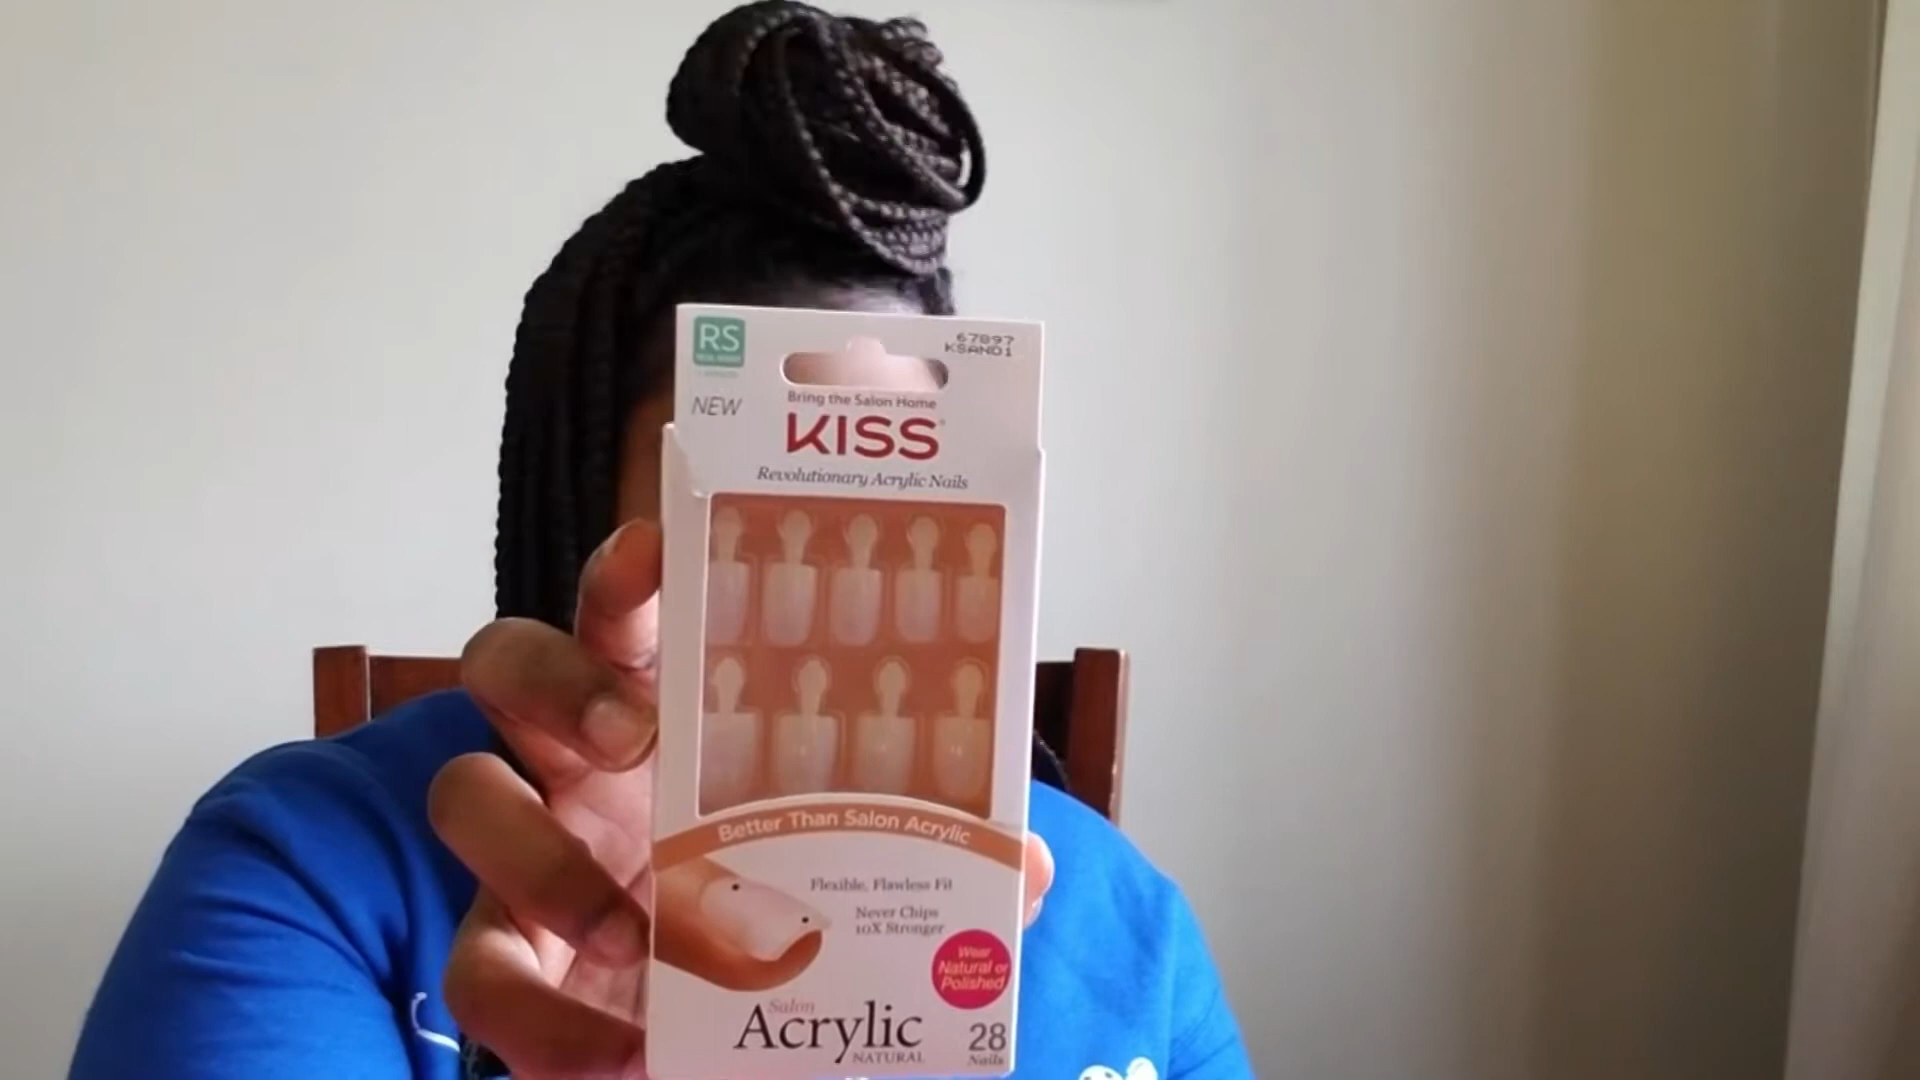 RS
67897
KSAND1
NEW
Bring the Salon Home
KISS
Revolutionary Acrylic Nails
Better Than Salon Acrylic
Flexible, Flawless Fit
Never Chips
10X Stronger
Wear
Natural or
Polished
Salon
Acrylic
NATURAL
28
Nails